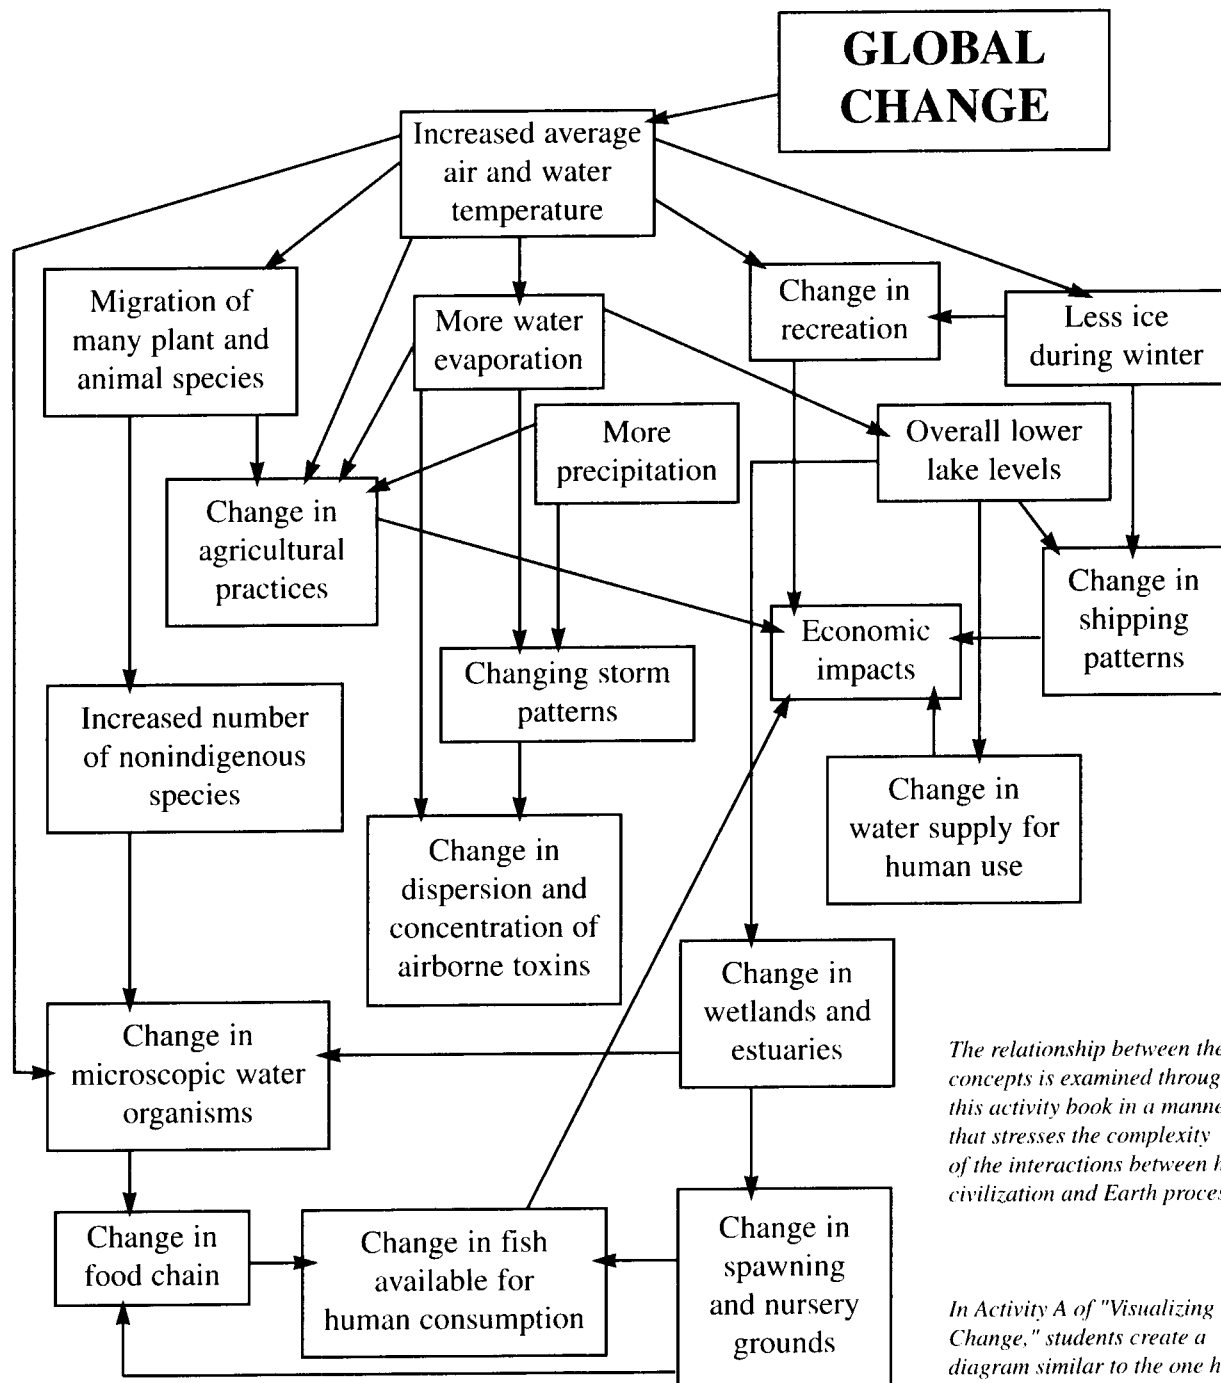 GLOBAL
CHANGE
Increased average
air and water
temperature
Migration of
many plant and
animal species
More water
evaporation
Change in
recreation
Less ice
during winter
More
precipitation
Overall lower
lake levels
Change in
agricultural
practices
Economic
impacts
Change in
shipping
patterns
Changing storm
patterns
Increased number
of nonindigenous
species
Change in
water supply for
human use
Change in
dispersion and
concentration of
airborne toxins
Change in
wetlands and
estuaries
Change in
microscopic water
organisms
Change in
food chain
Change in fish
available for
human consumption
Change in
spawning
and nursery
grounds
The relationship between the
concepts is examined throug
this activity book in a manne
that stresses the complexity
of the interactions between h
civilization and Earth proces
In Activity A of "Visualizing
Change," students create a
diagram similar to the one h